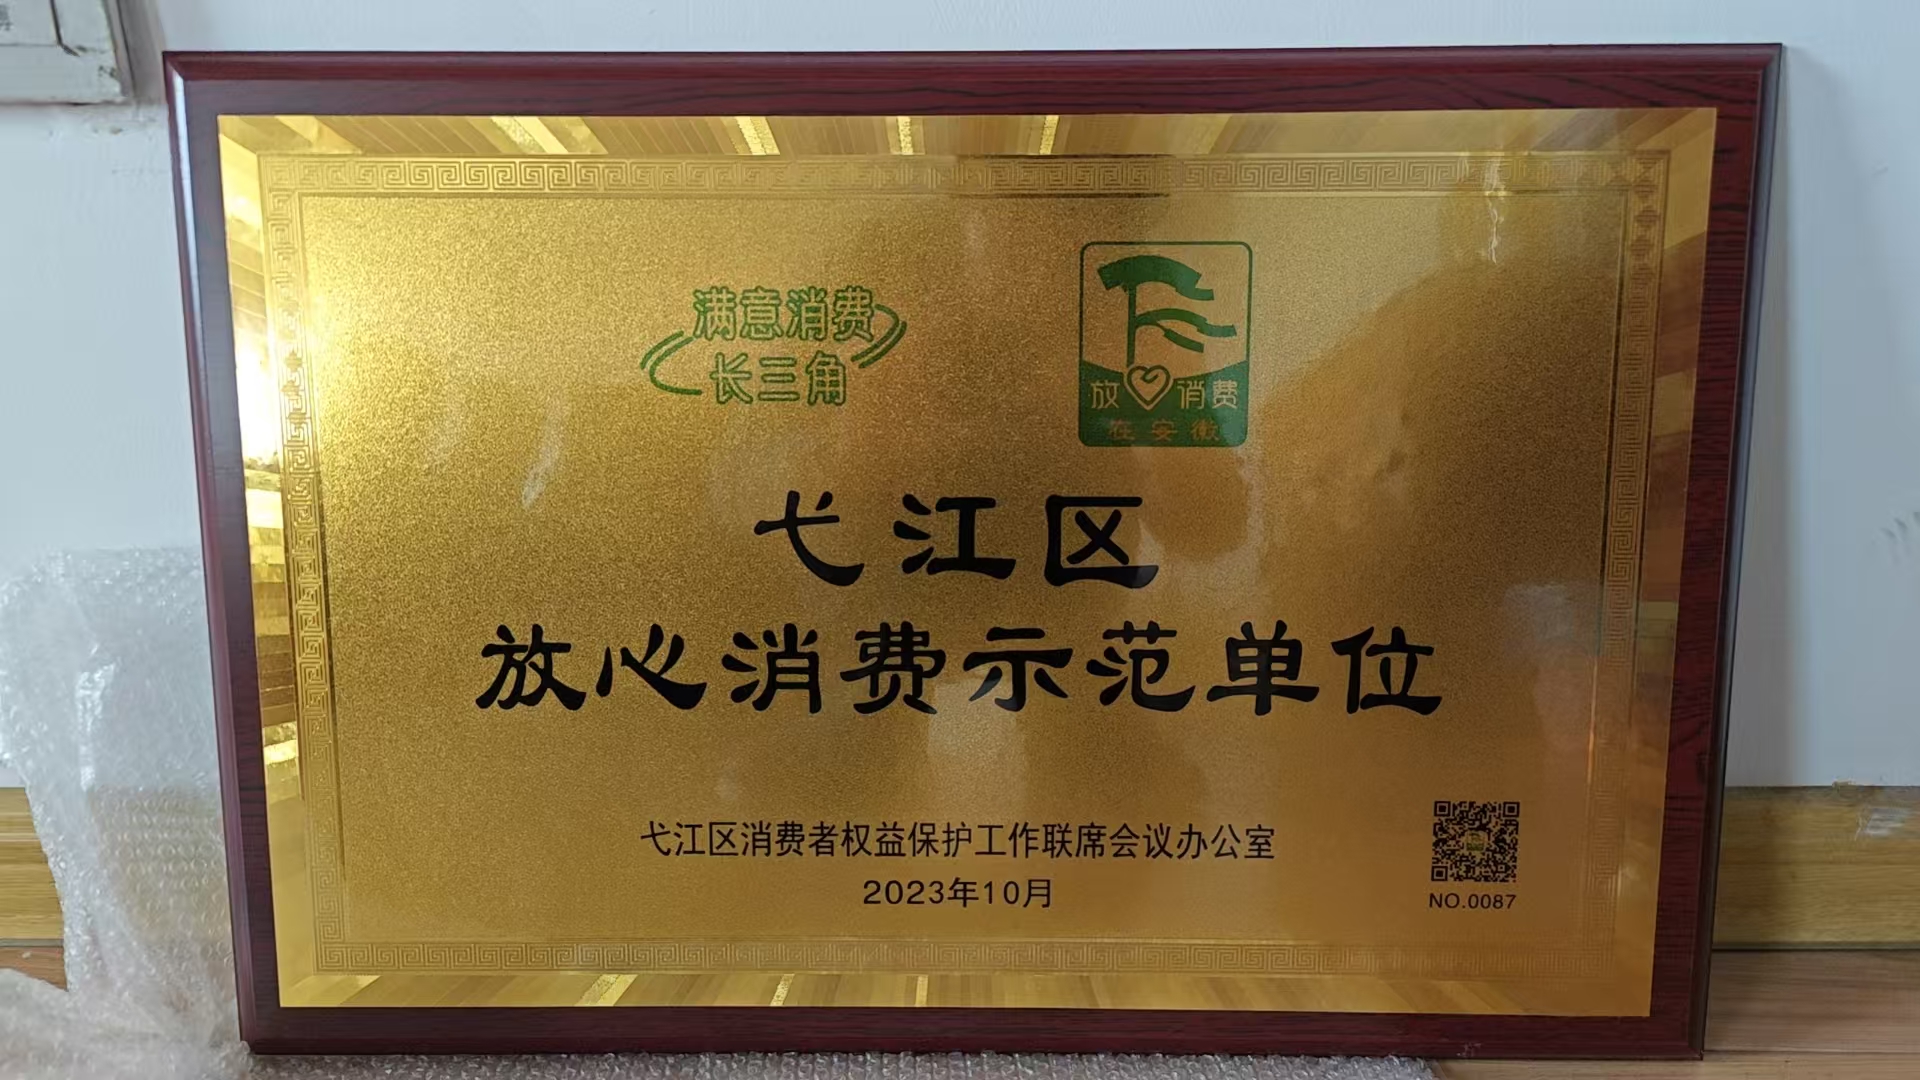 满意消费
长三角
放心消费
在安徽
弋江区
放心消费示范单位
弋江区消费者权益保护工作联席会议办公室
2023年10月
NO.0087